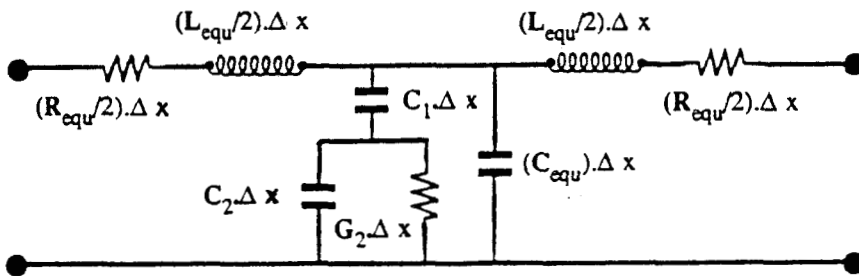 (L_equ/2).Δ x
(L_equ/2).Δ x
(R_equ/2).Δ x
C_1.Δ x
(R_equ/2).Δ x
(C_equ).Δ x
C_2.Δ x
G_2.Δ x